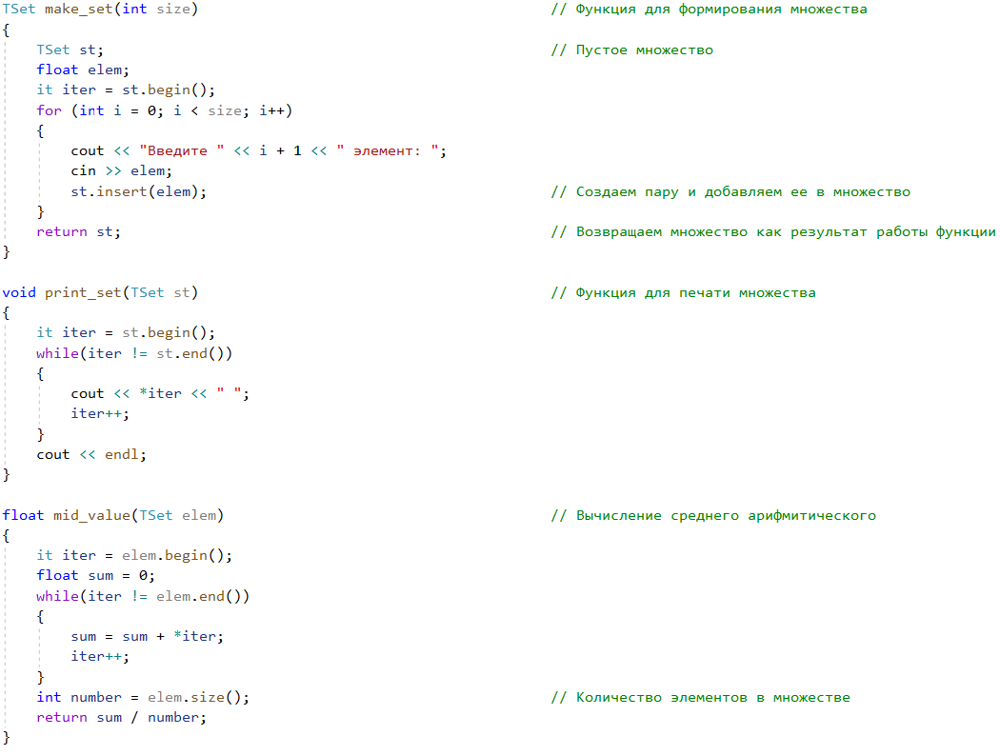 TSet make_set(int size) // Функция для формирования множества
{
TSet st; // Пустое множество
float elem;
it iter = st.begin();
for (int i = 0; i < size; i++)
{
cout << "Введите " << i + 1 << " элемент: ";
cin >> elem;
st.insert(elem); // Создаем пару и добавляем ее в множество
}
return st; // Возвращаем множество как результат работы функции
}
void print_set(TSet st) // Функция для печати множества
{
it iter = st.begin();
while(iter != st.end())
{
cout << *iter << " ";
iter++;
}
cout << endl;
}
float mid_value(TSet elem) // Вычисление среднего арифмитического
{
it iter = elem.begin();
float sum = 0;
while(iter != elem.end())
{
sum = sum + *iter;
iter++;
}
int number = elem.size(); // Количество элементов в множестве
return sum / number;
}